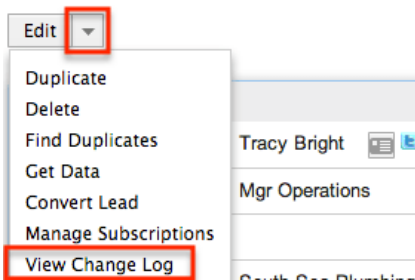 Edit
Duplicate
Delete
Find Duplicates
Tracy Bright
Get Data
Mgr Operations
Convert Lead
Manage Subscriptions
View Change Log